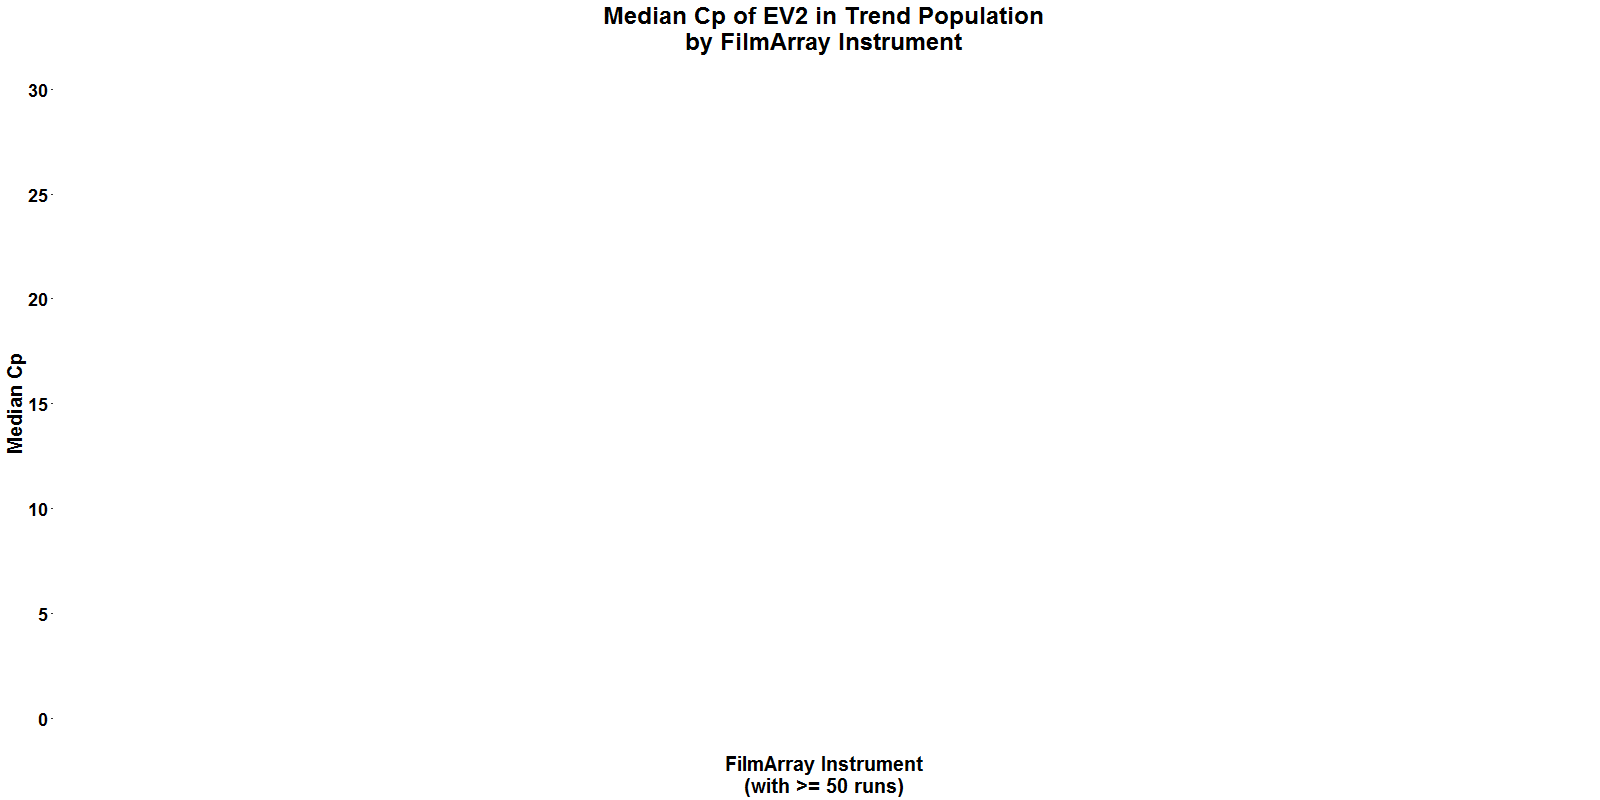 Median Cp of EV2 in Trend Population
by FilmArray Instrument
30
25
20
15
10
5
0
Median Cp
FilmArray Instrument
(with >= 50 runs)